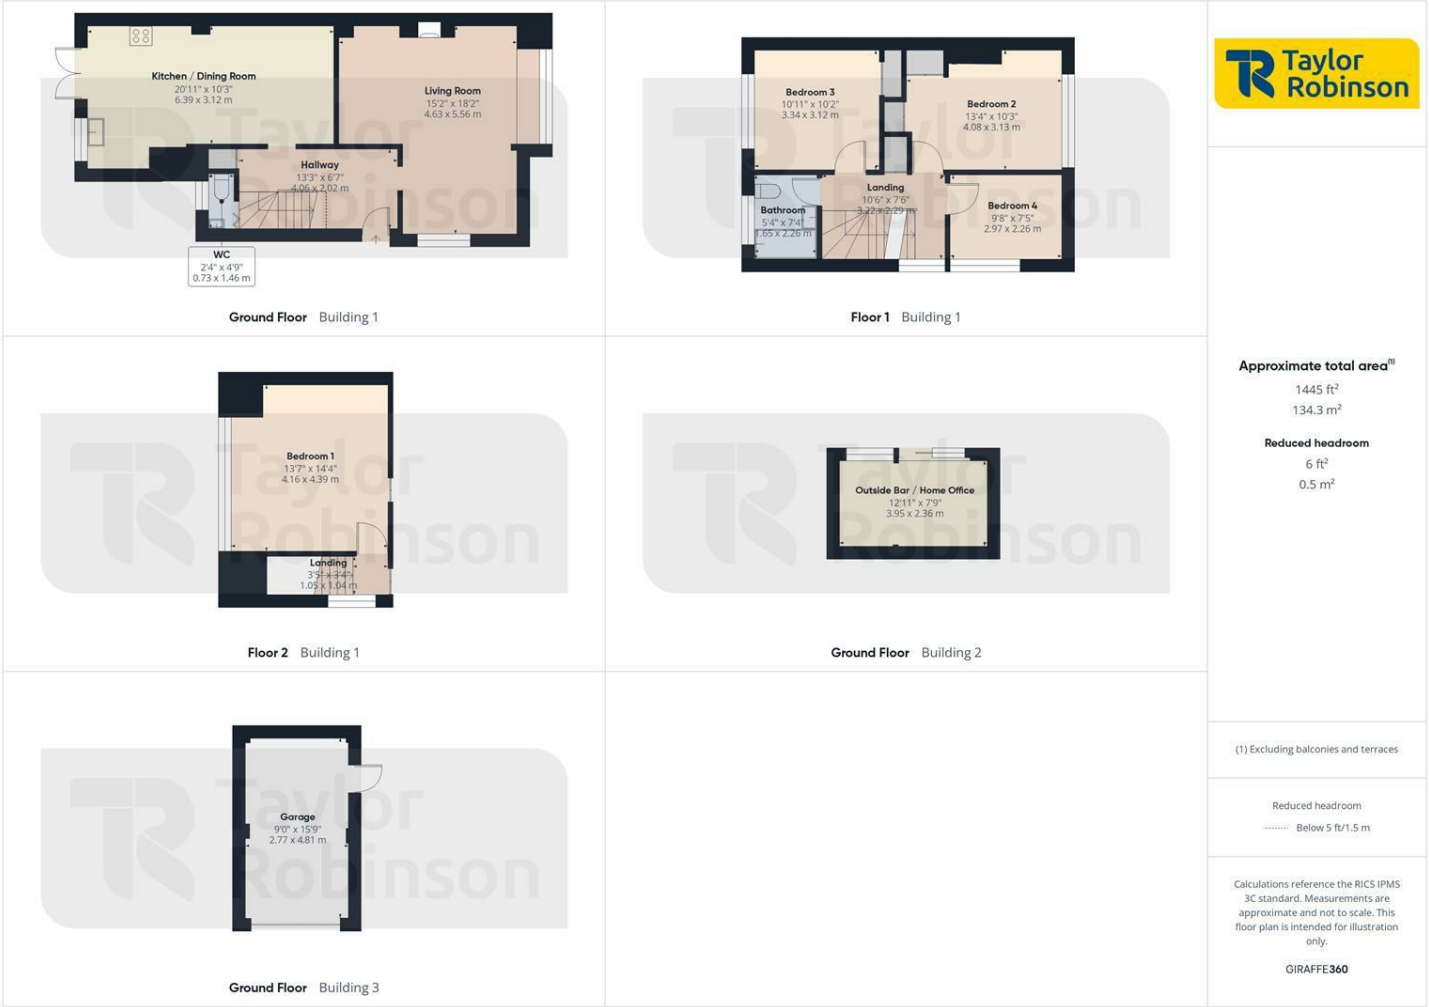 Kitchen / Dining Room
20'11" x 10'3"
6.39 x 3.12 m
Living Room
15'2" x 18'2"
4.63 x 5.56 m
Hallway
13'3" x 6'7"
4.06 x 2.02 m
WC
2'4" x 4'9"
0.73 x 1.46 m
Taylor
Robinson
Ground Floor Building 1
Bedroom 3
10'11" x 10'2"
3.34 x 3.12 m
Bedroom 2
13'4" x 10'3"
4.08 x 3.13 m
Landing
10'6" x 7'6"
3.22 x 2.29 m
Bathroom
5'4" x 7'4"
1.65 x 2.26 m
Bedroom 4
9'8" x 7'5"
2.97 x 2.26 m
Taylor
Robinson
Floor 1 Building 1
Taylor
Robinson
Bedroom 1
13'7" x 14'4"
4.16 x 4.39 m
Landing
3'5" x 3'4"
1.05 x 1.04 m
Taylor
Robinson
Floor 2 Building 1
Outside Bar / Home Office
12'11" x 7'9"
3.95 x 2.36 m
Taylor
Robinson
Ground Floor Building 2
Garage
9'0" x 15'9"
2.77 x 4.81 m
Taylor
Robinson
Ground Floor Building 3
Approximate total area(1)
1445 ft²
134.3 m²
Reduced headroom
6 ft²
0.5 m²
(1) Excluding balconies and terraces
Reduced headroom
Below 5 ft/1.5 m
Calculations reference the RICS IPMS
3C standard. Measurements are
approximate and not to scale. This
floor plan is intended for illustration
only.
GIRAFFE360